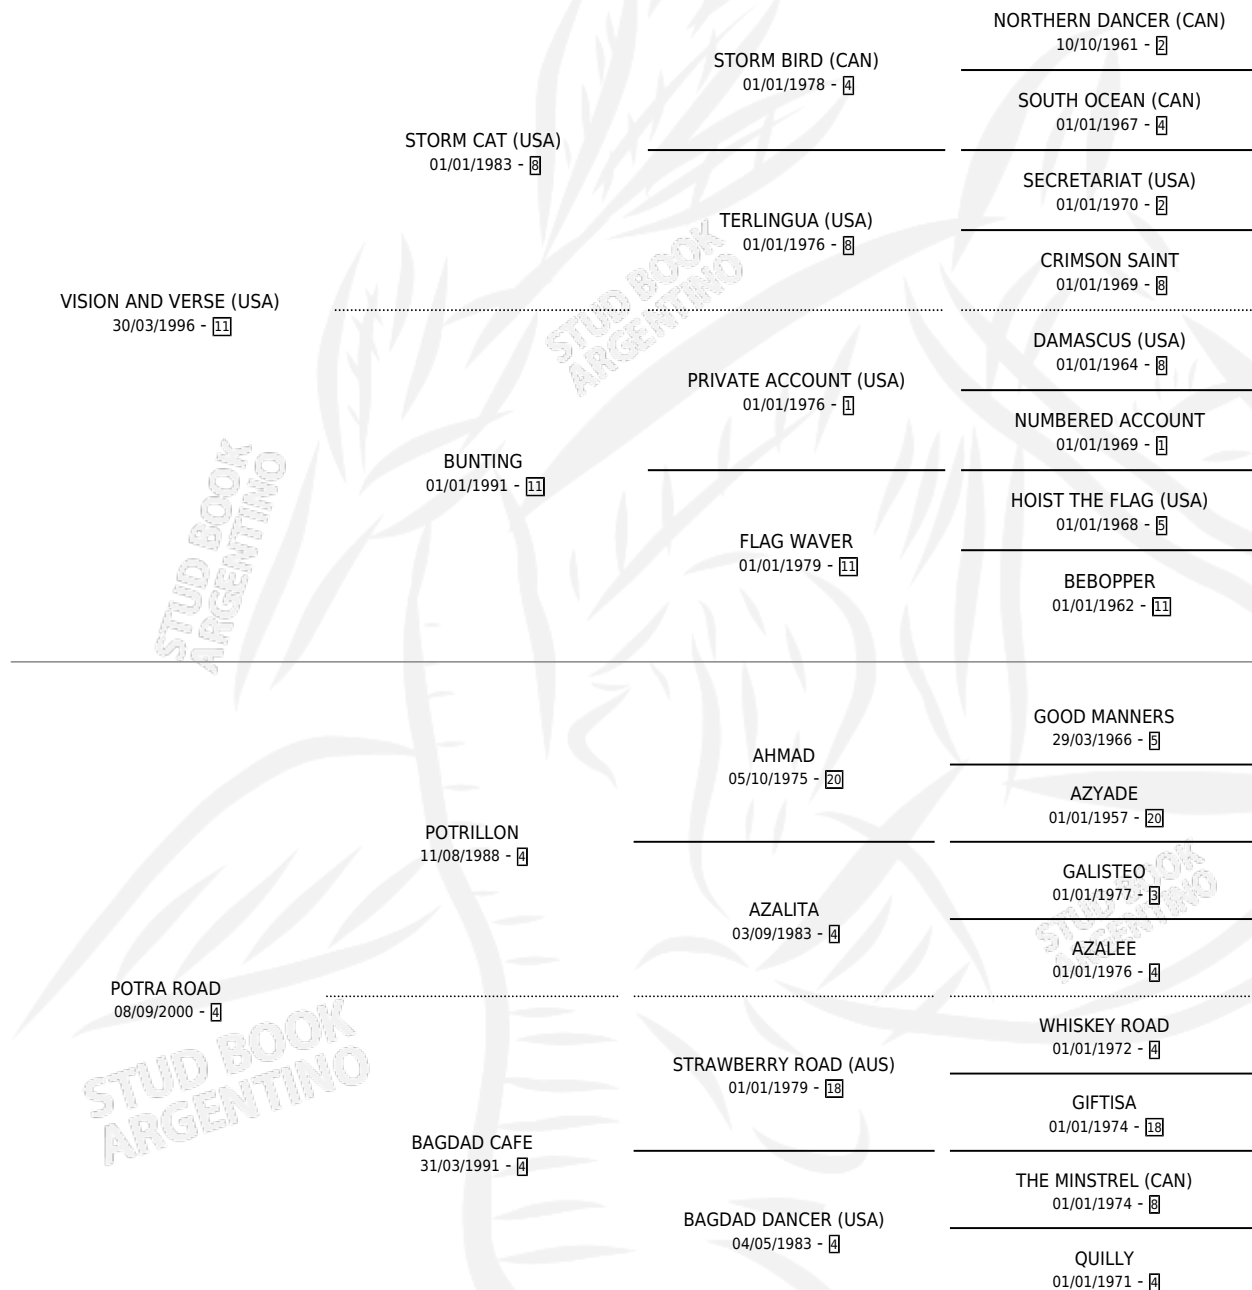 NORTHERN DANCER (CAN)
10/10/1961 - 2
STORM BIRD (CAN)
01/01/1978 - 4
SOUTH OCEAN (CAN)
01/01/1967 - 4
STORM CAT (USA)
01/01/1983 - 8
SECRETARIAT (USA)
01/01/1970 - 2
TERLINGUA (USA)
01/01/1976 - 8
CRIMSON SAINT
01/01/1969 - 8
VISION AND VERSE (USA)
30/03/1996 - 11
DAMASCUS (USA)
01/01/1964 - 8
PRIVATE ACCOUNT (USA)
01/01/1976 - 1
NUMBERED ACCOUNT
01/01/1969 - 1
BUNTING
01/01/1991 - 11
HOIST THE FLAG (USA)
01/01/1968 - 5
FLAG WAVER
01/01/1979 - 11
BEBOPPER
01/01/1962 - 11
GOOD MANNERS
29/03/1966 - 5
AHMAD
05/10/1975 - 20
AZYADE
01/01/1957 - 20
POTRILLON
11/08/1988 - 4
GALISTEO
01/01/1977 - 3
AZALITA
03/09/1983 - 4
AZALEE
01/01/1976 - 4
POTRA ROAD
08/09/2000 - 4
WHISKEY ROAD
01/01/1972 - 4
STRAWBERRY ROAD (AUS)
01/01/1979 - 18
GIFTISA
01/01/1974 - 18
BAGDAD CAFE
31/03/1991 - 4
THE MINSTREL (CAN)
01/01/1974 - 8
BAGDAD DANCER (USA)
04/05/1983 - 4
QUILLY
01/01/1971 - 4
STUD BOOK
ARGENTINO
STUD BOOK
ARGENTINO
STUD BOOK
ARGENTINO
STUD BOOK
ARGENTINO